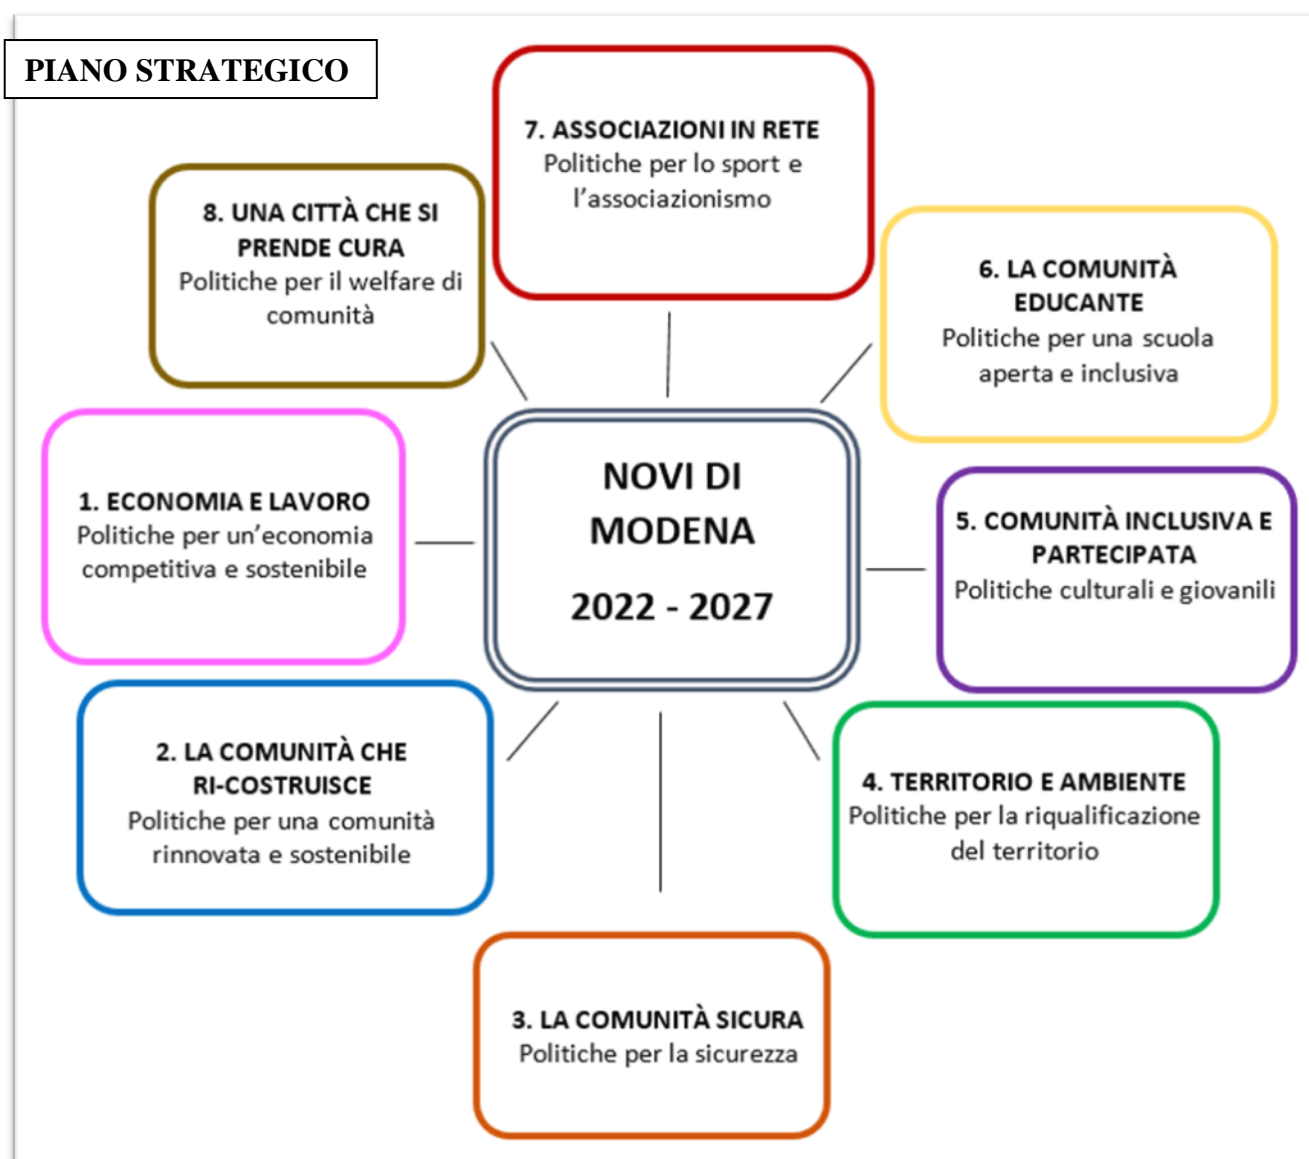 PIANO STRATEGICO
7. ASSOCIAZIONI IN RETE
Politiche per lo sport e
l'associazionismo
8. UNA CITTÀ CHE SI
PRENDE CURA
Politiche per il welfare di
comunità
6. LA COMUNITÀ
EDUCANTE
Politiche per una scuola
aperta e inclusiva
NOVI DI
MODENA
2022 - 2027
1. ECONOMIA E LAVORO
Politiche per un'economia
competitiva e sostenibile
5. COMUNITÀ INCLUSIVA E
PARTECIPATA
Politiche culturali e giovanili
2. LA COMUNITÀ CHE
RI-COSTRUISCE
Politiche per una comunità
rinnovata e sostenibile
4. TERRITORIO E AMBIENTE
Politiche per la riqualificazione
del territorio
3. LA COMUNITÀ SICURA
Politiche per la sicurezza